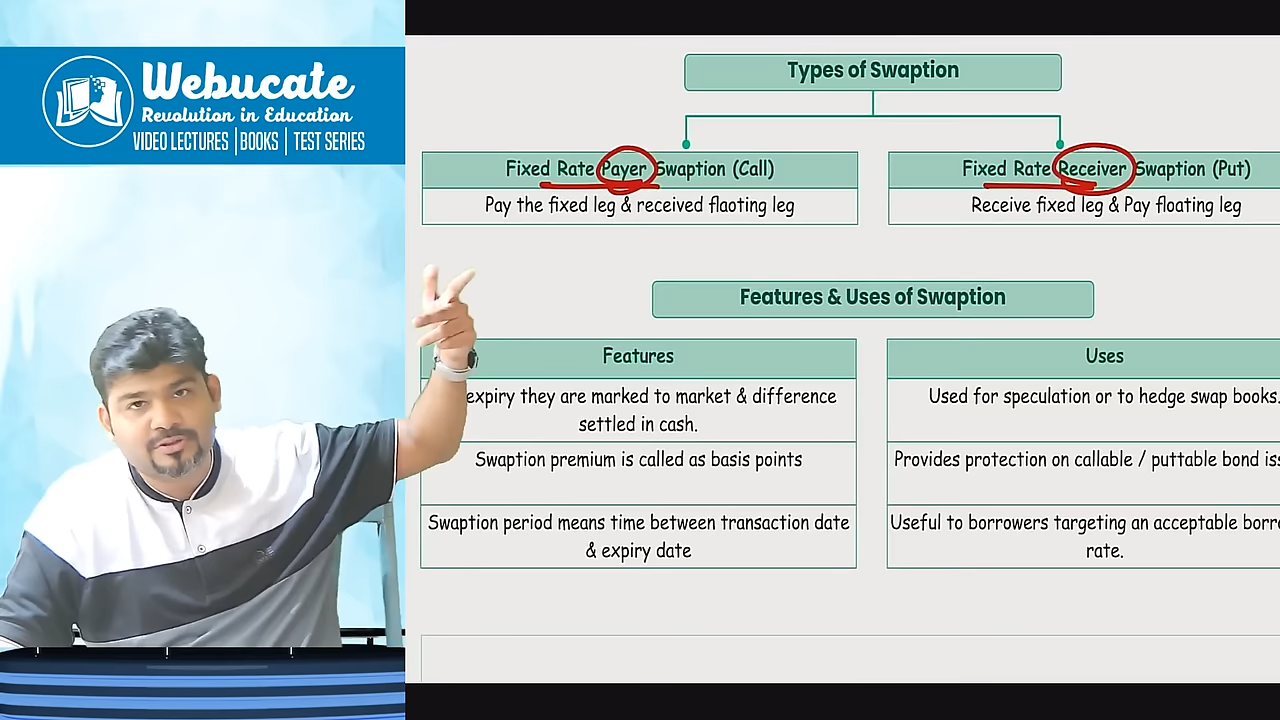 Webucate
Revolution in Education
VIDEO LECTURES | BOOKS | TEST SERIES
Types of Swaption
Fixed Rate Payer Swaption (Call)
Pay the fixed leg & received flaoting leg
Fixed Rate Receiver Swaption (Put)
Receive fixed leg & Pay floating leg
Features & Uses of Swaption
Features
expiry they are marked to market & difference
settled in cash.
Swaption premium is called as basis points
Swaption period means time between transaction date
& expiry date
Uses
Used for speculation or to hedge swap books.
Provides protection on callable / puttable bond
Useful to borrowers targeting an acceptable
rate.